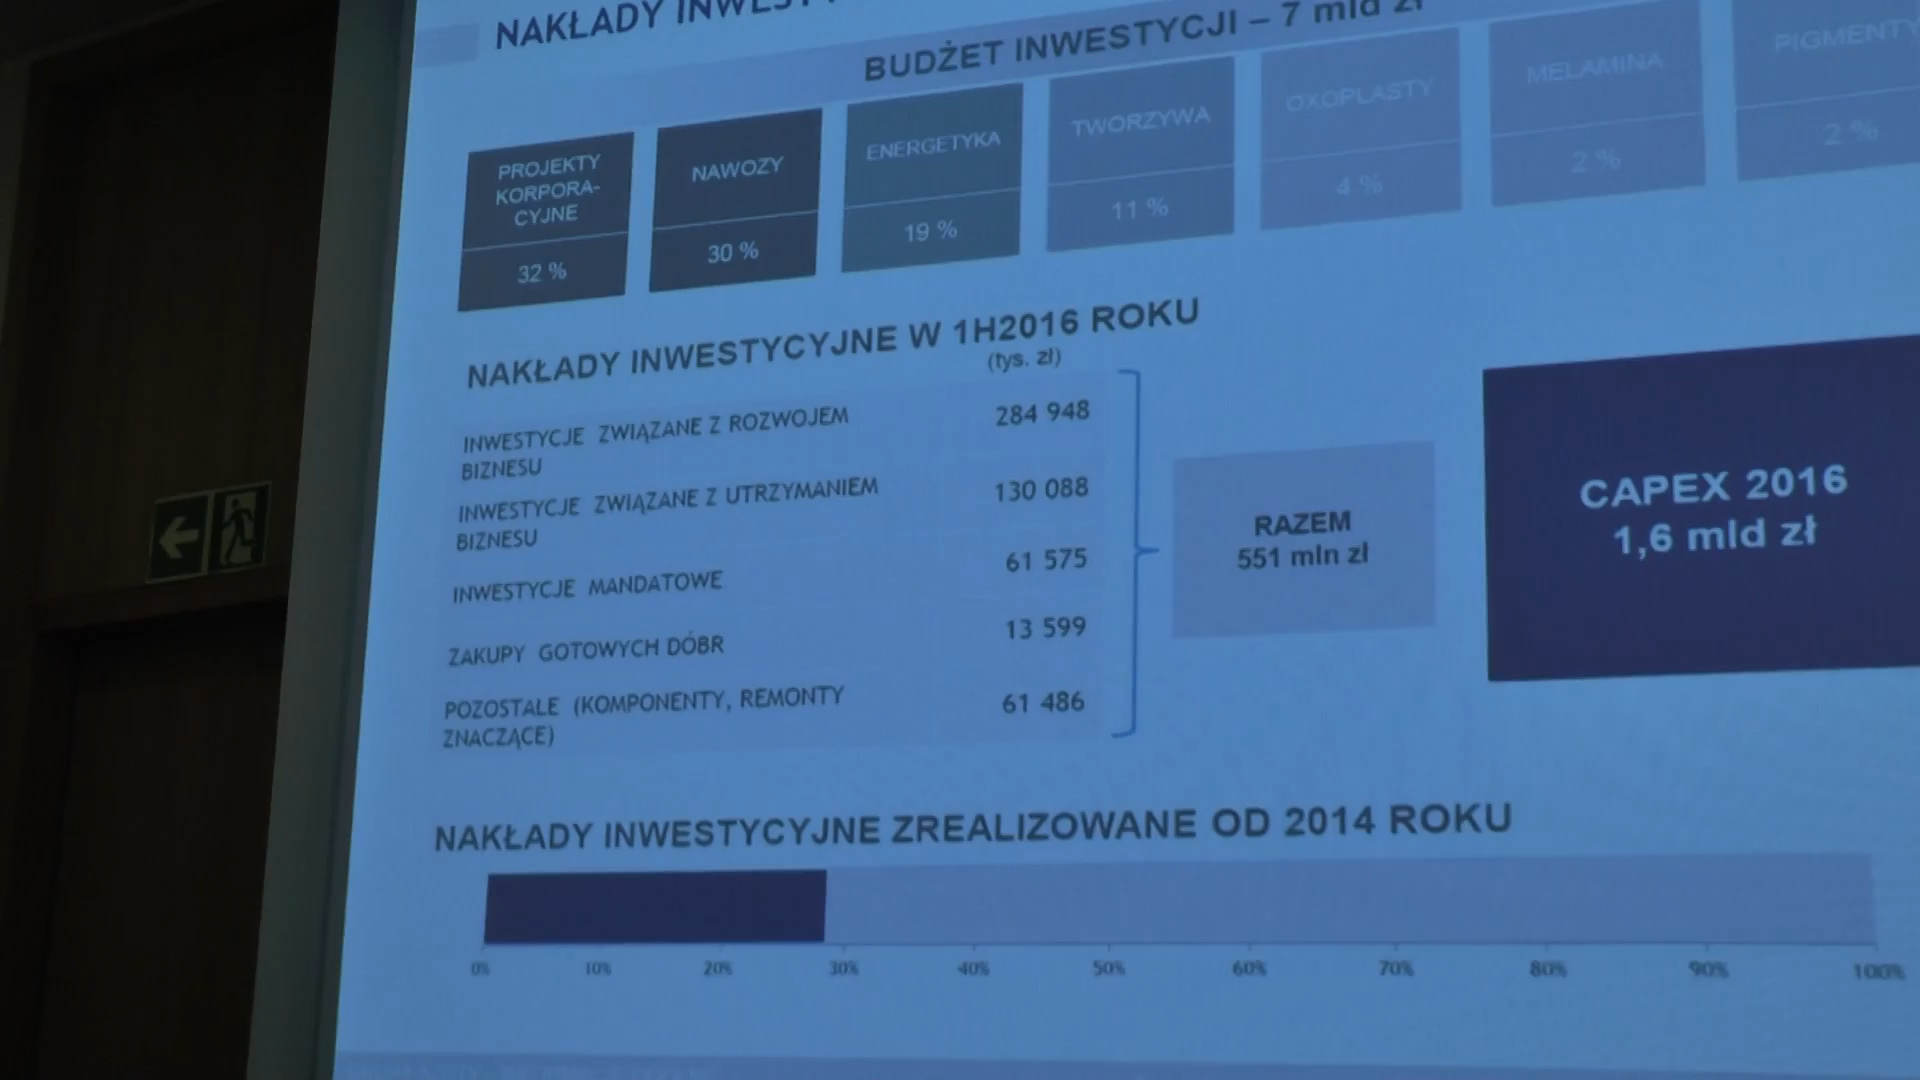 NAKŁADY
BUDŻET INWESTYCJI – 7 mld zł
PROJEKTY
KORPORA-
CYJNE
32 %
NAWOZY
30 %
ENERGETYKA
19 %
TWORZYWA
11 %
OXOPLASTY
4 %
MELAMINA
2 %
PIGMENTY
2 %
NAKŁADY INWESTYCYJNE W 1H2016 ROKU
(tys. zł)
INWESTYCJE ZWIĄZANE Z ROZWOJEM
BIZNESU
284 948
INWESTYCJE ZWIĄZANE Z UTRZYMANIEM
BIZNESU
130 088
INWESTYCJE MANDATOWE
61 575
ZAKUPY GOTOWYCH DÓBR
13 599
POZOSTAŁE (KOMPONENTY, REMONTY
ZNACZĄCE)
61 486
RAZEM
551 mln zł
CAPEX 2016
1,6 mld zł
NAKŁADY INWESTYCYJNE ZREALIZOWANE OD 2014 ROKU
0% 10% 20% 30% 40% 50% 60% 70% 80% 90% 100%